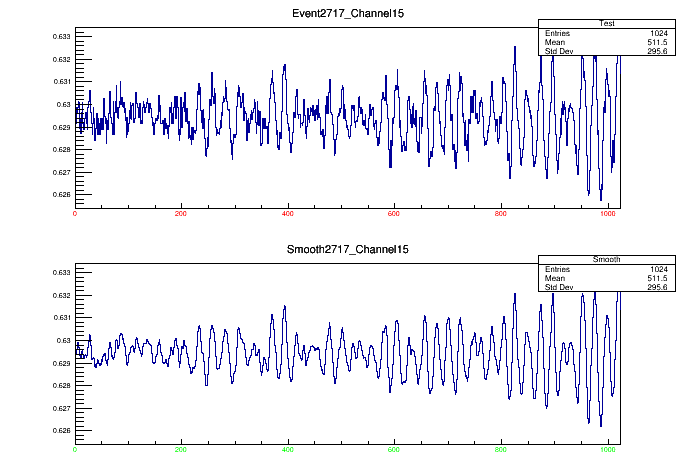 Event2717_Channel15
Test
Entries 1024
Mean 511.5
Std Dev 295.6
0.633
0.632
0.631
0.63
0.629
0.628
0.627
0.626
0 200 400 600 800 1000
Smooth2717_Channel15
Smooth
Entries 1024
Mean 511.5
Std Dev 295.6
0.633
0.632
0.631
0.63
0.629
0.628
0.627
0.626
0 200 400 600 800 1000